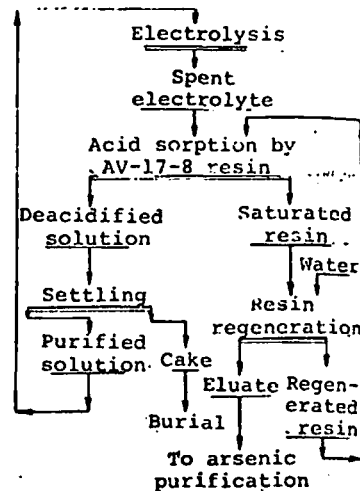 Electrolysis
Spent
electrolyte
Acid sorption by
AV-17-8 resin
Deacidified
solution
Saturated
resin
Water
Settling
Resin
regeneration
Purified
solution
Cake
Eluate
Regen-
erated
resin
Burial
To arsenic
purification